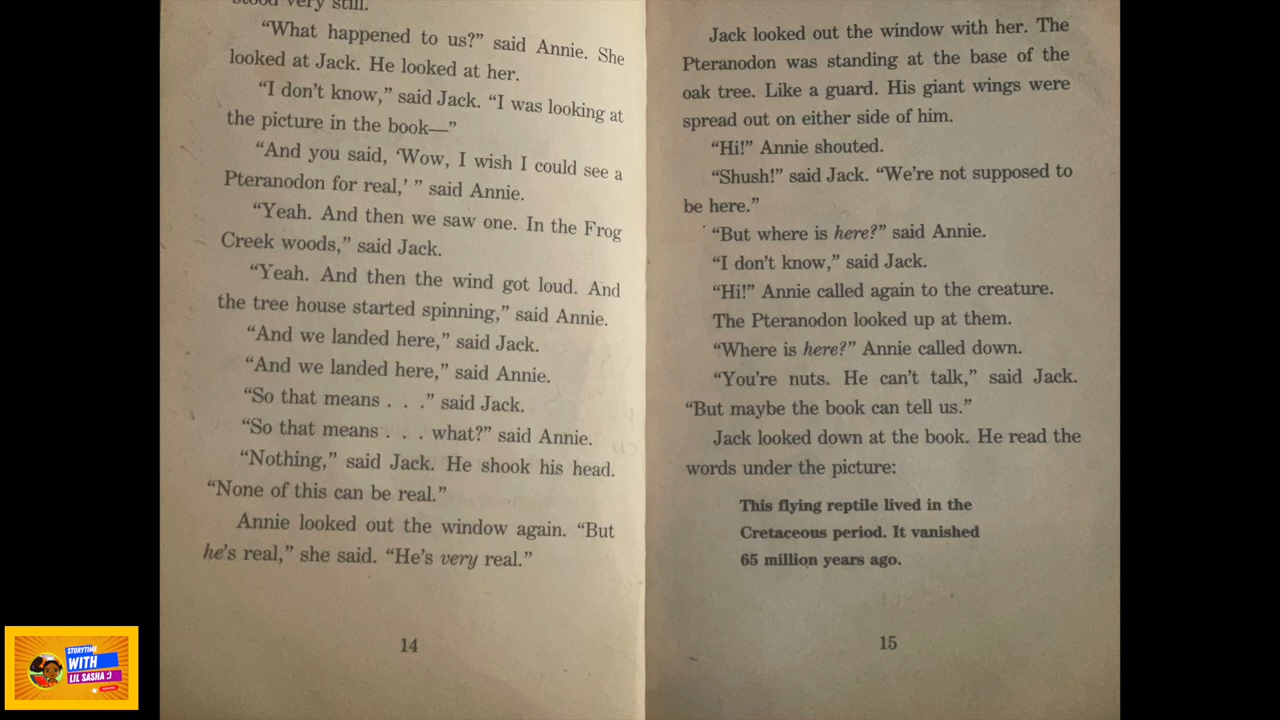 stood very still.
“What happened to us?” said Annie. She
looked at Jack. He looked at her.
“I don't know,” said Jack. “I was looking at
the picture in the book—”
“And you said, ‘Wow, I wish I could see a
Pteranodon for real,’ ” said Annie.
“Yeah. And then we saw one. In the Frog
Creek woods,” said Jack.
“Yeah. And then the wind got loud. And
the tree house started spinning,” said Annie.
“And we landed here,” said Jack.
“And we landed here,” said Annie.
“So that means . . .” said Jack.
“So that means . . . what?” said Annie.
“Nothing,” said Jack. He shook his head.
“None of this can be real.”
Annie looked out the window again. “But
he's real,” she said. “He's very real.”
14
Jack looked out the window with her. The
Pteranodon was standing at the base of the
oak tree. Like a guard. His giant wings were
spread out on either side of him.
“Hi!” Annie shouted.
“Shush!” said Jack. “We're not supposed to
be here.”
“But where is here?” said Annie.
“I don't know,” said Jack.
“Hi!” Annie called again to the creature.
The Pteranodon looked up at them.
“Where is here?” Annie called down.
“You're nuts. He can't talk,” said Jack.
“But maybe the book can tell us.”
Jack looked down at the book. He read the
words under the picture:
This flying reptile lived in the
Cretaceous period. It vanished
65 million years ago.
15
STORYTIME
WITH
LIL SASHA :)